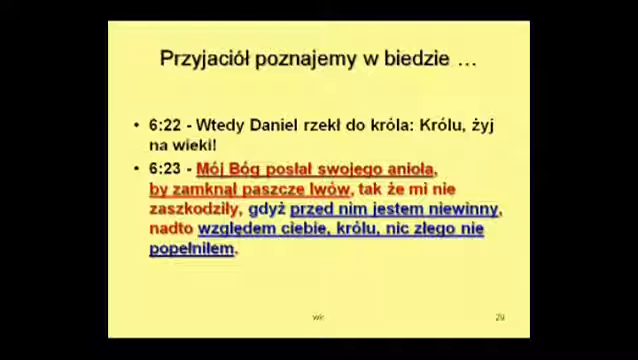 Przyjaciół poznajemy w biedzie …
• 6:22 - Wtedy Daniel rzekł do króla: Królu, żyj
na wieki!
• 6:23 - Mój Bóg posłał swojego anioła,
by zamknął paszcze lwów, tak że mi nie
zaszkodziły, gdyż przed nim jestem niewinny,
nadto względem ciebie, królu, nic złego nie
popełniłem.
wk 29